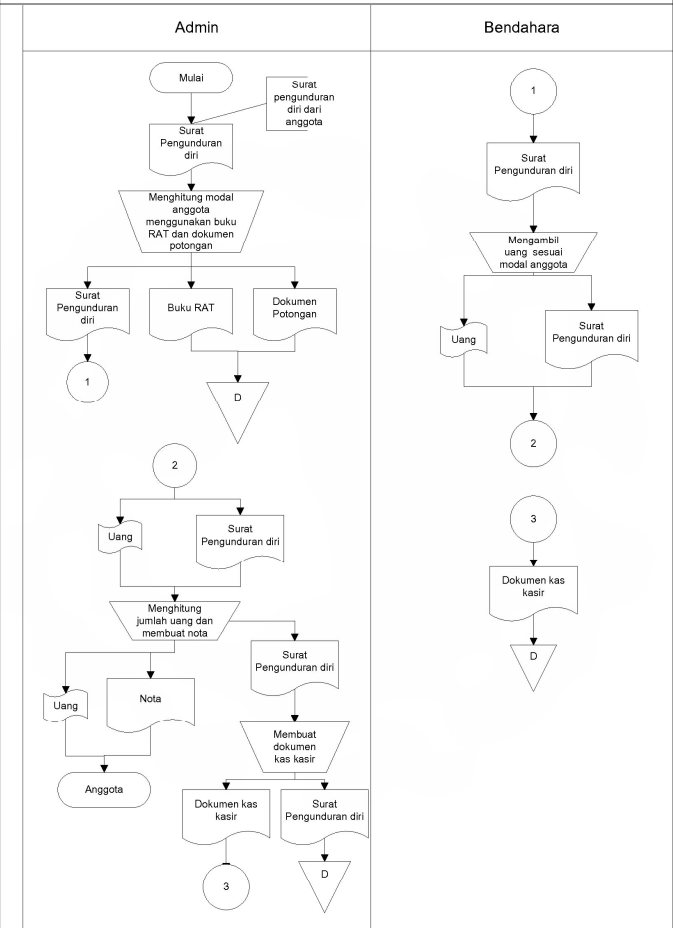 Admin
Bendahara
Mulai
Surat
pengunduran
diri dari
anggota
Surat
Pengunduran
diri
Menghitung modal
anggota
menggunakan buku
RAT dan dokumen
potongan
Surat
Pengunduran
diri
Buku RAT
Dokumen
Potongan
1
D
2
Uang
Surat
Pengunduran diri
Menghitung
jumlah uang dan
membuat nota
Surat
Pengunduran diri
Uang
Nota
Membuat
dokumen
kas kasir
Anggota
Dokumen kas
kasir
Surat
Pengunduran diri
3
D
1
Surat
Pengunduran diri
Mengambil
uang sesuai
modal anggota
Uang
Surat
Pengunduran diri
2
3
Dokumen kas
kasir
D